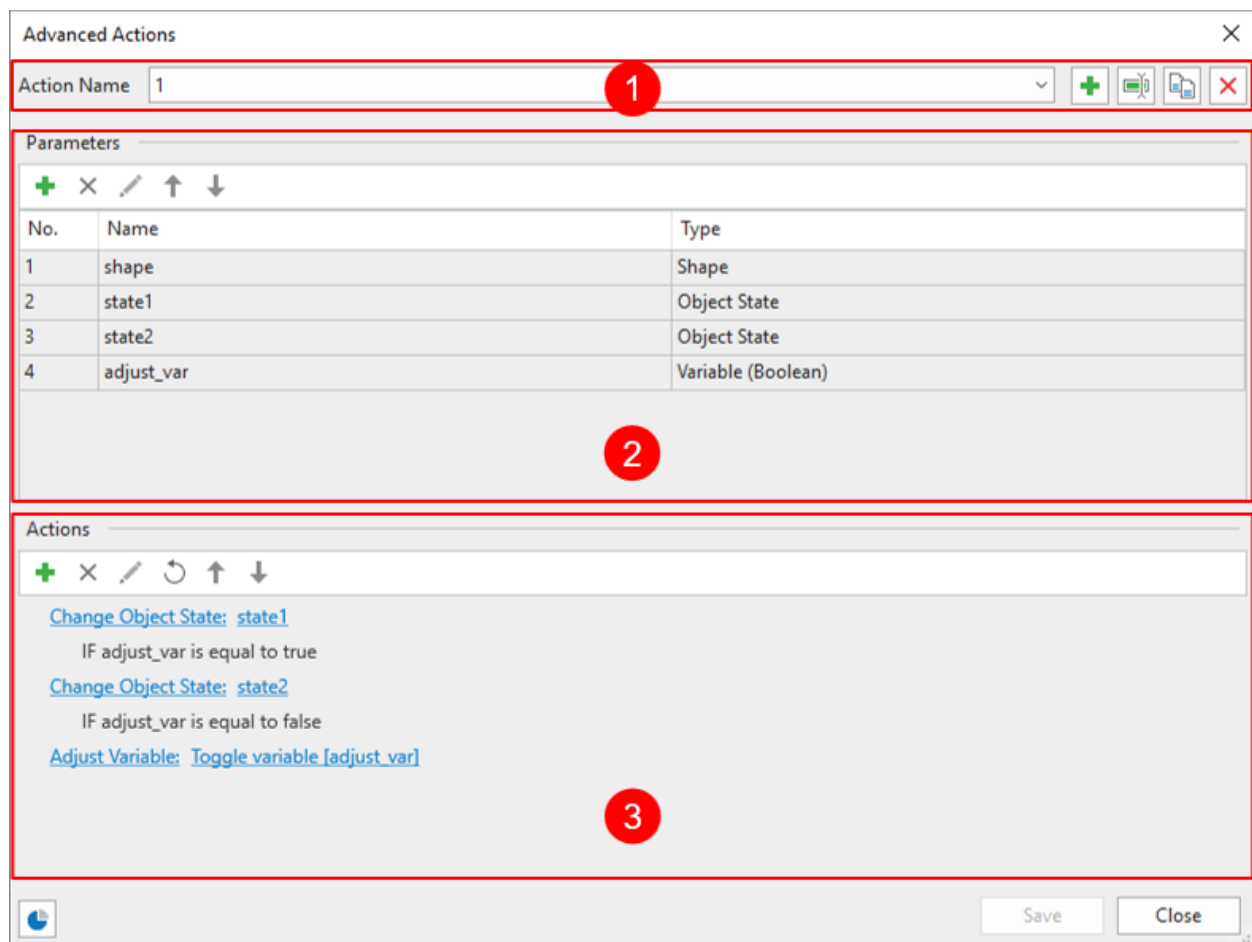 Advanced Actions
Action Name 1
1
Parameters
No. Name Type
1 shape Shape
2 state1 Object State
3 state2 Object State
4 adjust_var Variable (Boolean)
2
Actions
Change Object State: state1
IF adjust_var is equal to true
Change Object State: state2
IF adjust_var is equal to false
Adjust Variable: Toggle variable [adjust_var]
3
Save Close